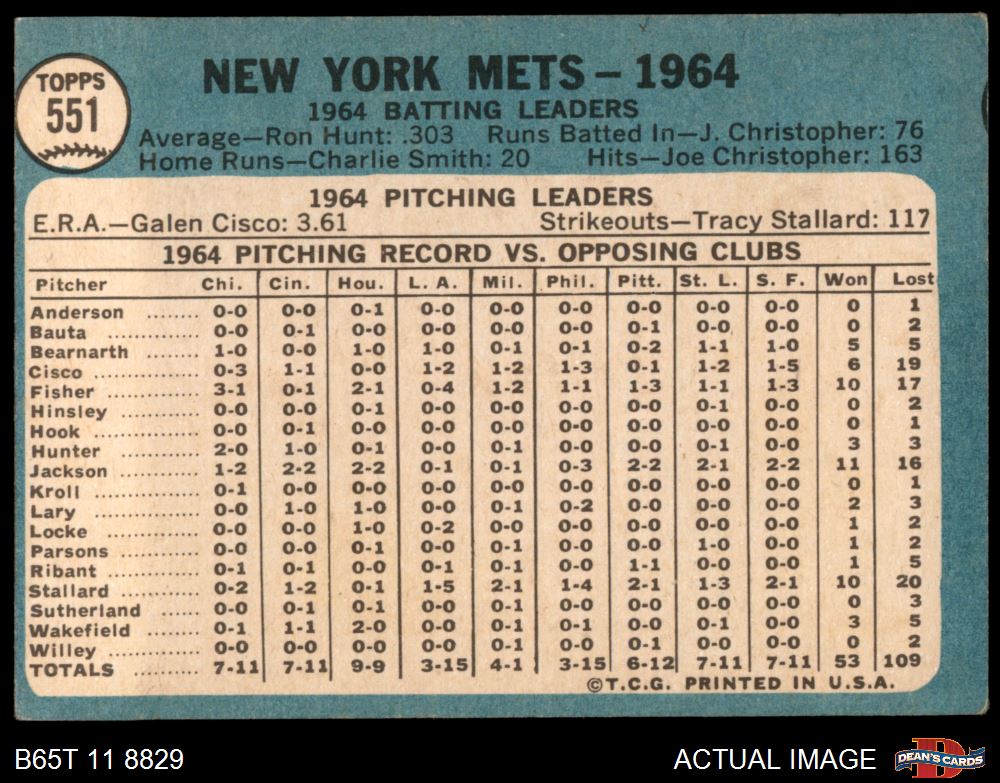 TOPPS
551
NEW YORK METS – 1964
1964 BATTING LEADERS
Average—Ron Hunt: .303 Runs Batted In—J. Christopher: 76
Home Runs—Charlie Smith: 20 Hits—Joe Christopher: 163
1964 PITCHING LEADERS
E.R.A.—Galen Cisco: 3.61 Strikeouts—Tracy Stallard: 117
1964 PITCHING RECORD VS. OPPOSING CLUBS
Pitcher Chi. Cin. Hou. L. A. Mil. Phil. Pitt. St. L. S. F. Won Lost
Anderson ........ 0-0 0-0 0-1 0-0 0-0 0-0 0-0 0-0 0-0 0 1
Bauta .............. 0-0 0-1 0-0 0-0 0-0 0-0 0-1 0-0 0-0 0 2
Bearnarth ........ 1-0 0-0 1-0 1-0 0-1 0-1 0-2 1-1 1-0 5 5
Cisco .............. 0-3 1-1 0-0 1-2 1-2 1-3 0-1 1-2 1-5 6 19
Fisher .............. 3-1 0-1 2-1 0-4 1-2 1-1 1-3 1-1 1-3 10 17
Hinsley ............ 0-0 0-0 0-1 0-0 0-0 0-0 0-0 0-1 0-0 0 2
Hook ................ 0-0 0-1 0-0 0-0 0-0 0-0 0-0 0-0 0-0 0 1
Hunter ............ 2-0 1-0 0-1 0-0 0-1 0-0 0-0 0-1 0-0 3 3
Jackson ............ 1-2 2-2 2-2 0-1 0-1 0-3 2-2 2-1 2-2 11 16
Kroll ................ 0-1 0-0 0-0 0-0 0-0 0-0 0-0 0-0 0-0 0 1
Lary ................ 0-0 1-0 1-0 0-0 0-1 0-2 0-0 0-0 0-0 2 3
Locke .............. 0-0 0-0 1-0 0-2 0-0 0-0 0-0 0-0 0-0 1 2
Parsons ............ 0-0 0-0 0-1 0-0 0-1 0-0 0-0 1-0 0-0 1 2
Ribant .............. 0-1 0-1 0-0 0-1 0-1 0-0 1-1 0-0 0-0 1 5
Stallard ............ 0-2 1-2 0-1 1-5 2-1 1-4 2-1 1-3 2-1 10 20
Sutherland ...... 0-0 0-1 0-1 0-0 0-1 0-0 0-0 0-0 0-0 0 3
Wakefield ........ 0-1 1-1 2-0 0-0 0-1 0-1 0-0 0-1 0-0 3 5
Willey .............. 0-0 0-0 0-0 0-0 0-1 0-0 0-1 0-0 0-0 0 2
TOTALS ............ 7-11 7-11 9-9 3-15 4-1 3-15 6-12 7-11 7-11 53 109
©T.C.G. PRINTED IN U.S.A.
B65T 11 8829 ACTUAL IMAGE
D
DEAN'S CARDS